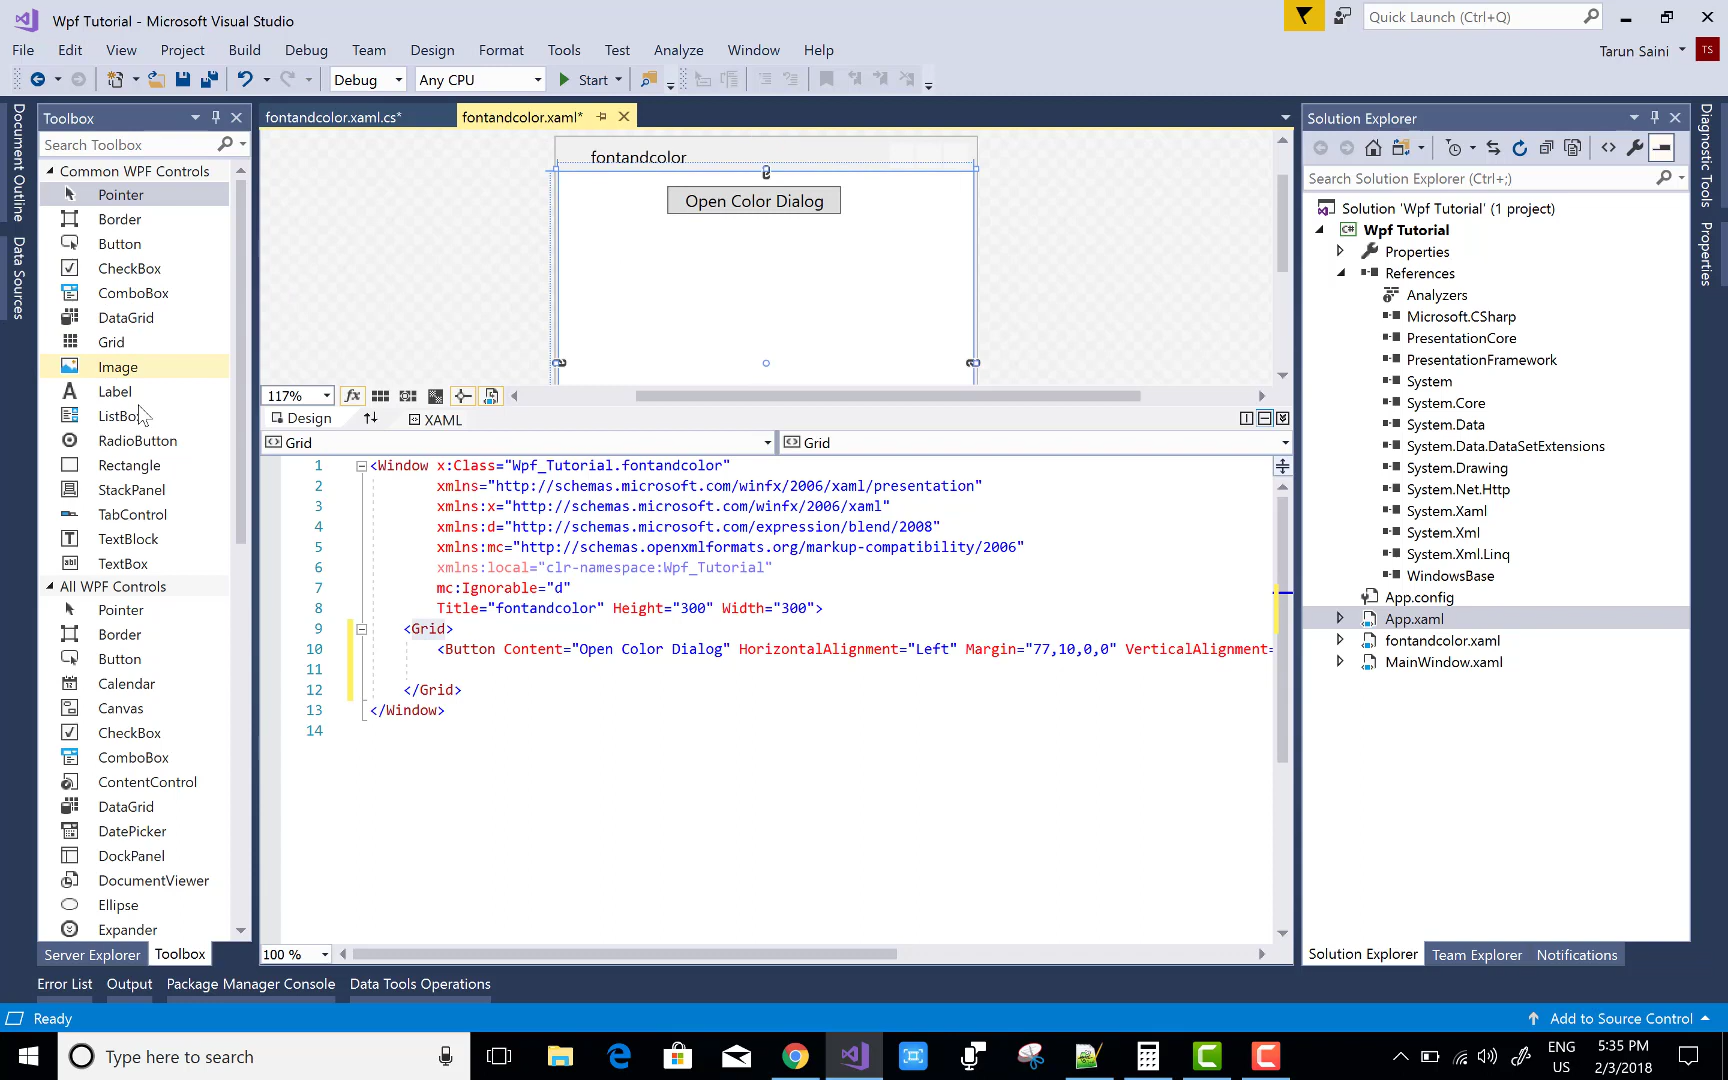 Wpf Tutorial - Microsoft Visual Studio
Quick Launch (Ctrl+Q)
File Edit View Project Build Debug Team Design Format Tools Test Analyze Window Help
Tarun Saini TS
Debug Any CPU Start
Document Outline
Data Sources
Toolbox
Search Toolbox
Common WPF Controls
Pointer
Border
Button
CheckBox
ComboBox
DataGrid
Grid
Image
Label
ListBox
RadioButton
Rectangle
StackPanel
TabControl
TextBlock
TextBox
All WPF Controls
Pointer
Border
Button
Calendar
Canvas
CheckBox
ComboBox
ContentControl
DataGrid
DatePicker
DockPanel
DocumentViewer
Ellipse
Expander
Server Explorer Toolbox
fontandcolor.xaml.cs* fontandcolor.xaml*
fontandcolor
Open Color Dialog
117% fx
Design XAML
Grid Grid
1 <Window x:Class="Wpf_Tutorial.fontandcolor"
2 xmlns="http://schemas.microsoft.com/winfx/2006/xaml/presentation"
3 xmlns:x="http://schemas.microsoft.com/winfx/2006/xaml"
4 xmlns:d="http://schemas.microsoft.com/expression/blend/2008"
5 xmlns:mc="http://schemas.openxmlformats.org/markup-compatibility/2006"
6 xmlns:local="clr-namespace:Wpf_Tutorial"
7 mc:Ignorable="d"
8 Title="fontandcolor" Height="300" Width="300">
9 <Grid>
10 <Button Content="Open Color Dialog" HorizontalAlignment="Left" Margin="77,10,0,0" VerticalAlignment=
11
12 </Grid>
13 </Window>
14
100 %
Solution Explorer
Search Solution Explorer (Ctrl+;)
Solution 'Wpf Tutorial' (1 project)
C# Wpf Tutorial
Properties
References
Analyzers
Microsoft.CSharp
PresentationCore
PresentationFramework
System
System.Core
System.Data
System.Data.DataSetExtensions
System.Drawing
System.Net.Http
System.Xaml
System.Xml
System.Xml.Linq
WindowsBase
App.config
App.xaml
fontandcolor.xaml
MainWindow.xaml
Solution Explorer Team Explorer Notifications
Diagnostic Tools
Properties
Error List Output Package Manager Console Data Tools Operations
Ready Add to Source Control
Type here to search
ENG
US
5:35 PM
2/3/2018